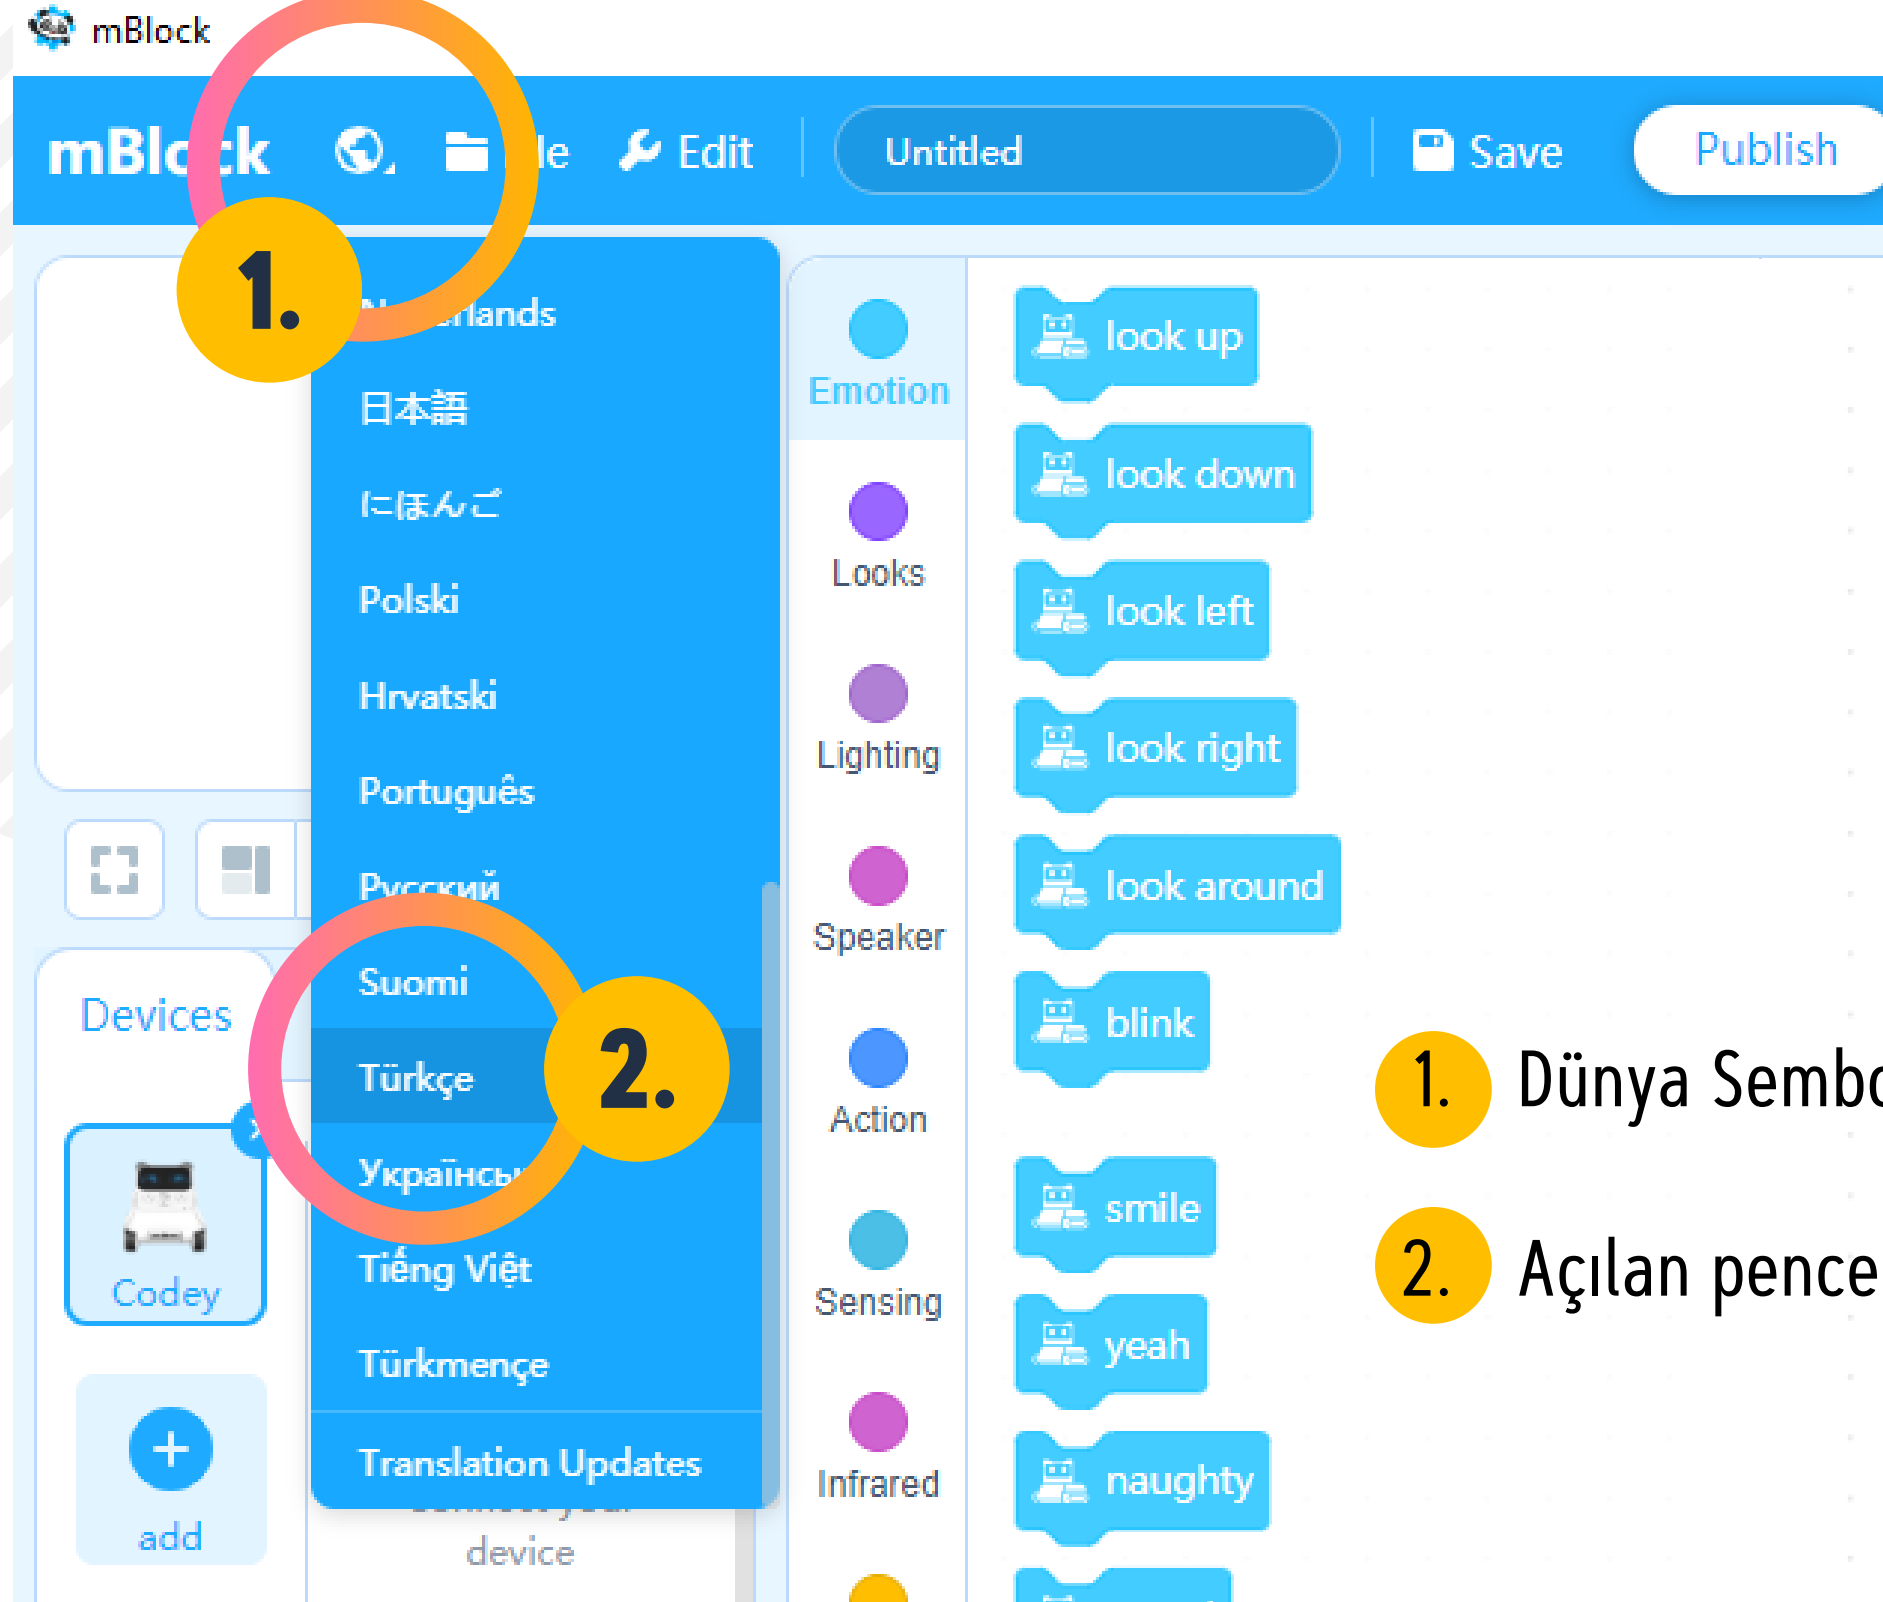 mBlock
mBlock
Edit
Untitled
Save
Publish
1.
日本語
にほんご
Polski
Hrvatski
Português
Русский
Suomi
Türkçe
2.
Tiếng Việt
Türkmençe
Translation Updates
device
Devices
Codey
add
Emotion
Looks
Lighting
Speaker
Action
Sensing
Infrared
look up
look down
look left
look right
look around
blink
smile
yeah
naughty
1. Dünya
2. Açılan